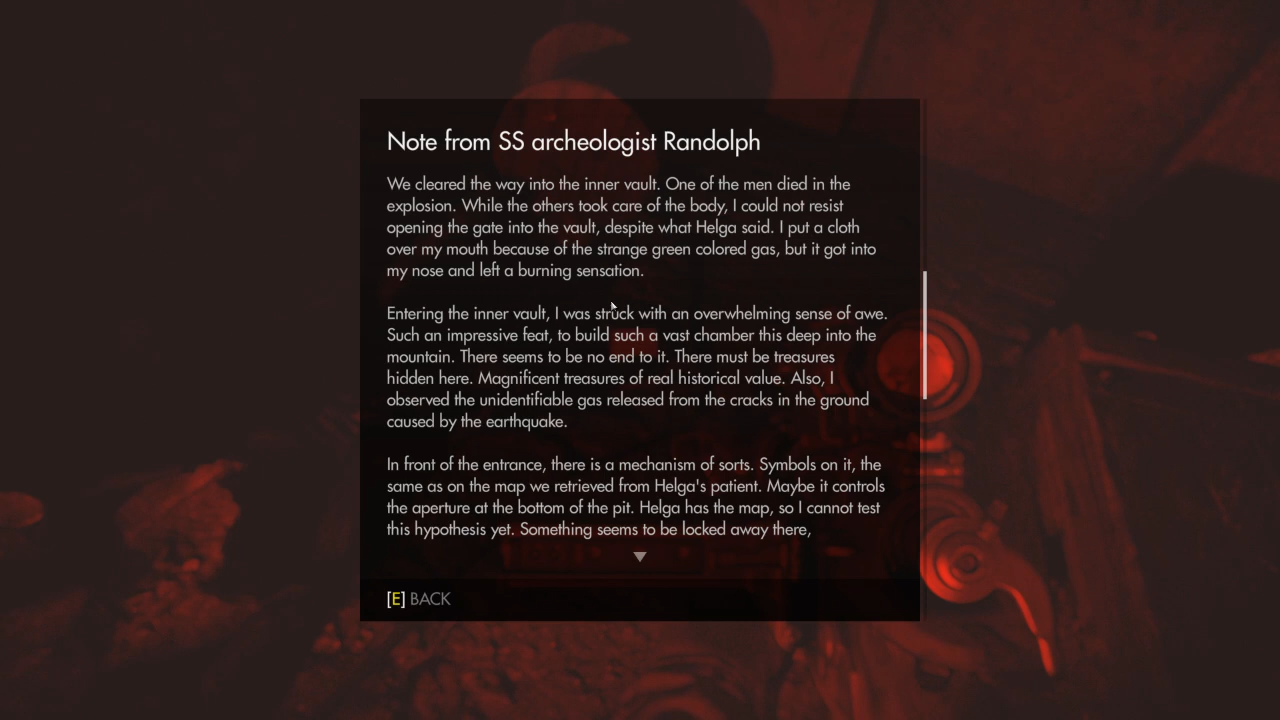 Note from SS archeologist Randolph
We cleared the way into the inner vault. One of the men died in the
explosion. While the others took care of the body, I could not resist
opening the gate into the vault, despite what Helga said. I put a cloth
over my mouth because of the strange green colored gas, but it got into
my nose and left a burning sensation.
Entering the inner vault, I was struck with an overwhelming sense of awe.
Such an impressive feat, to build such a vast chamber this deep into the
mountain. There seems to be no end to it. There must be treasures
hidden here. Magnificent treasures of real historical value. Also, I
observed the unidentifiable gas released from the cracks in the ground
caused by the earthquake.
In front of the entrance, there is a mechanism of sorts. Symbols on it, the
same as on the map we retrieved from Helga's patient. Maybe it controls
the aperture at the bottom of the pit. Helga has the map, so I cannot test
this hypothesis yet. Something seems to be locked away there,
[E] BACK